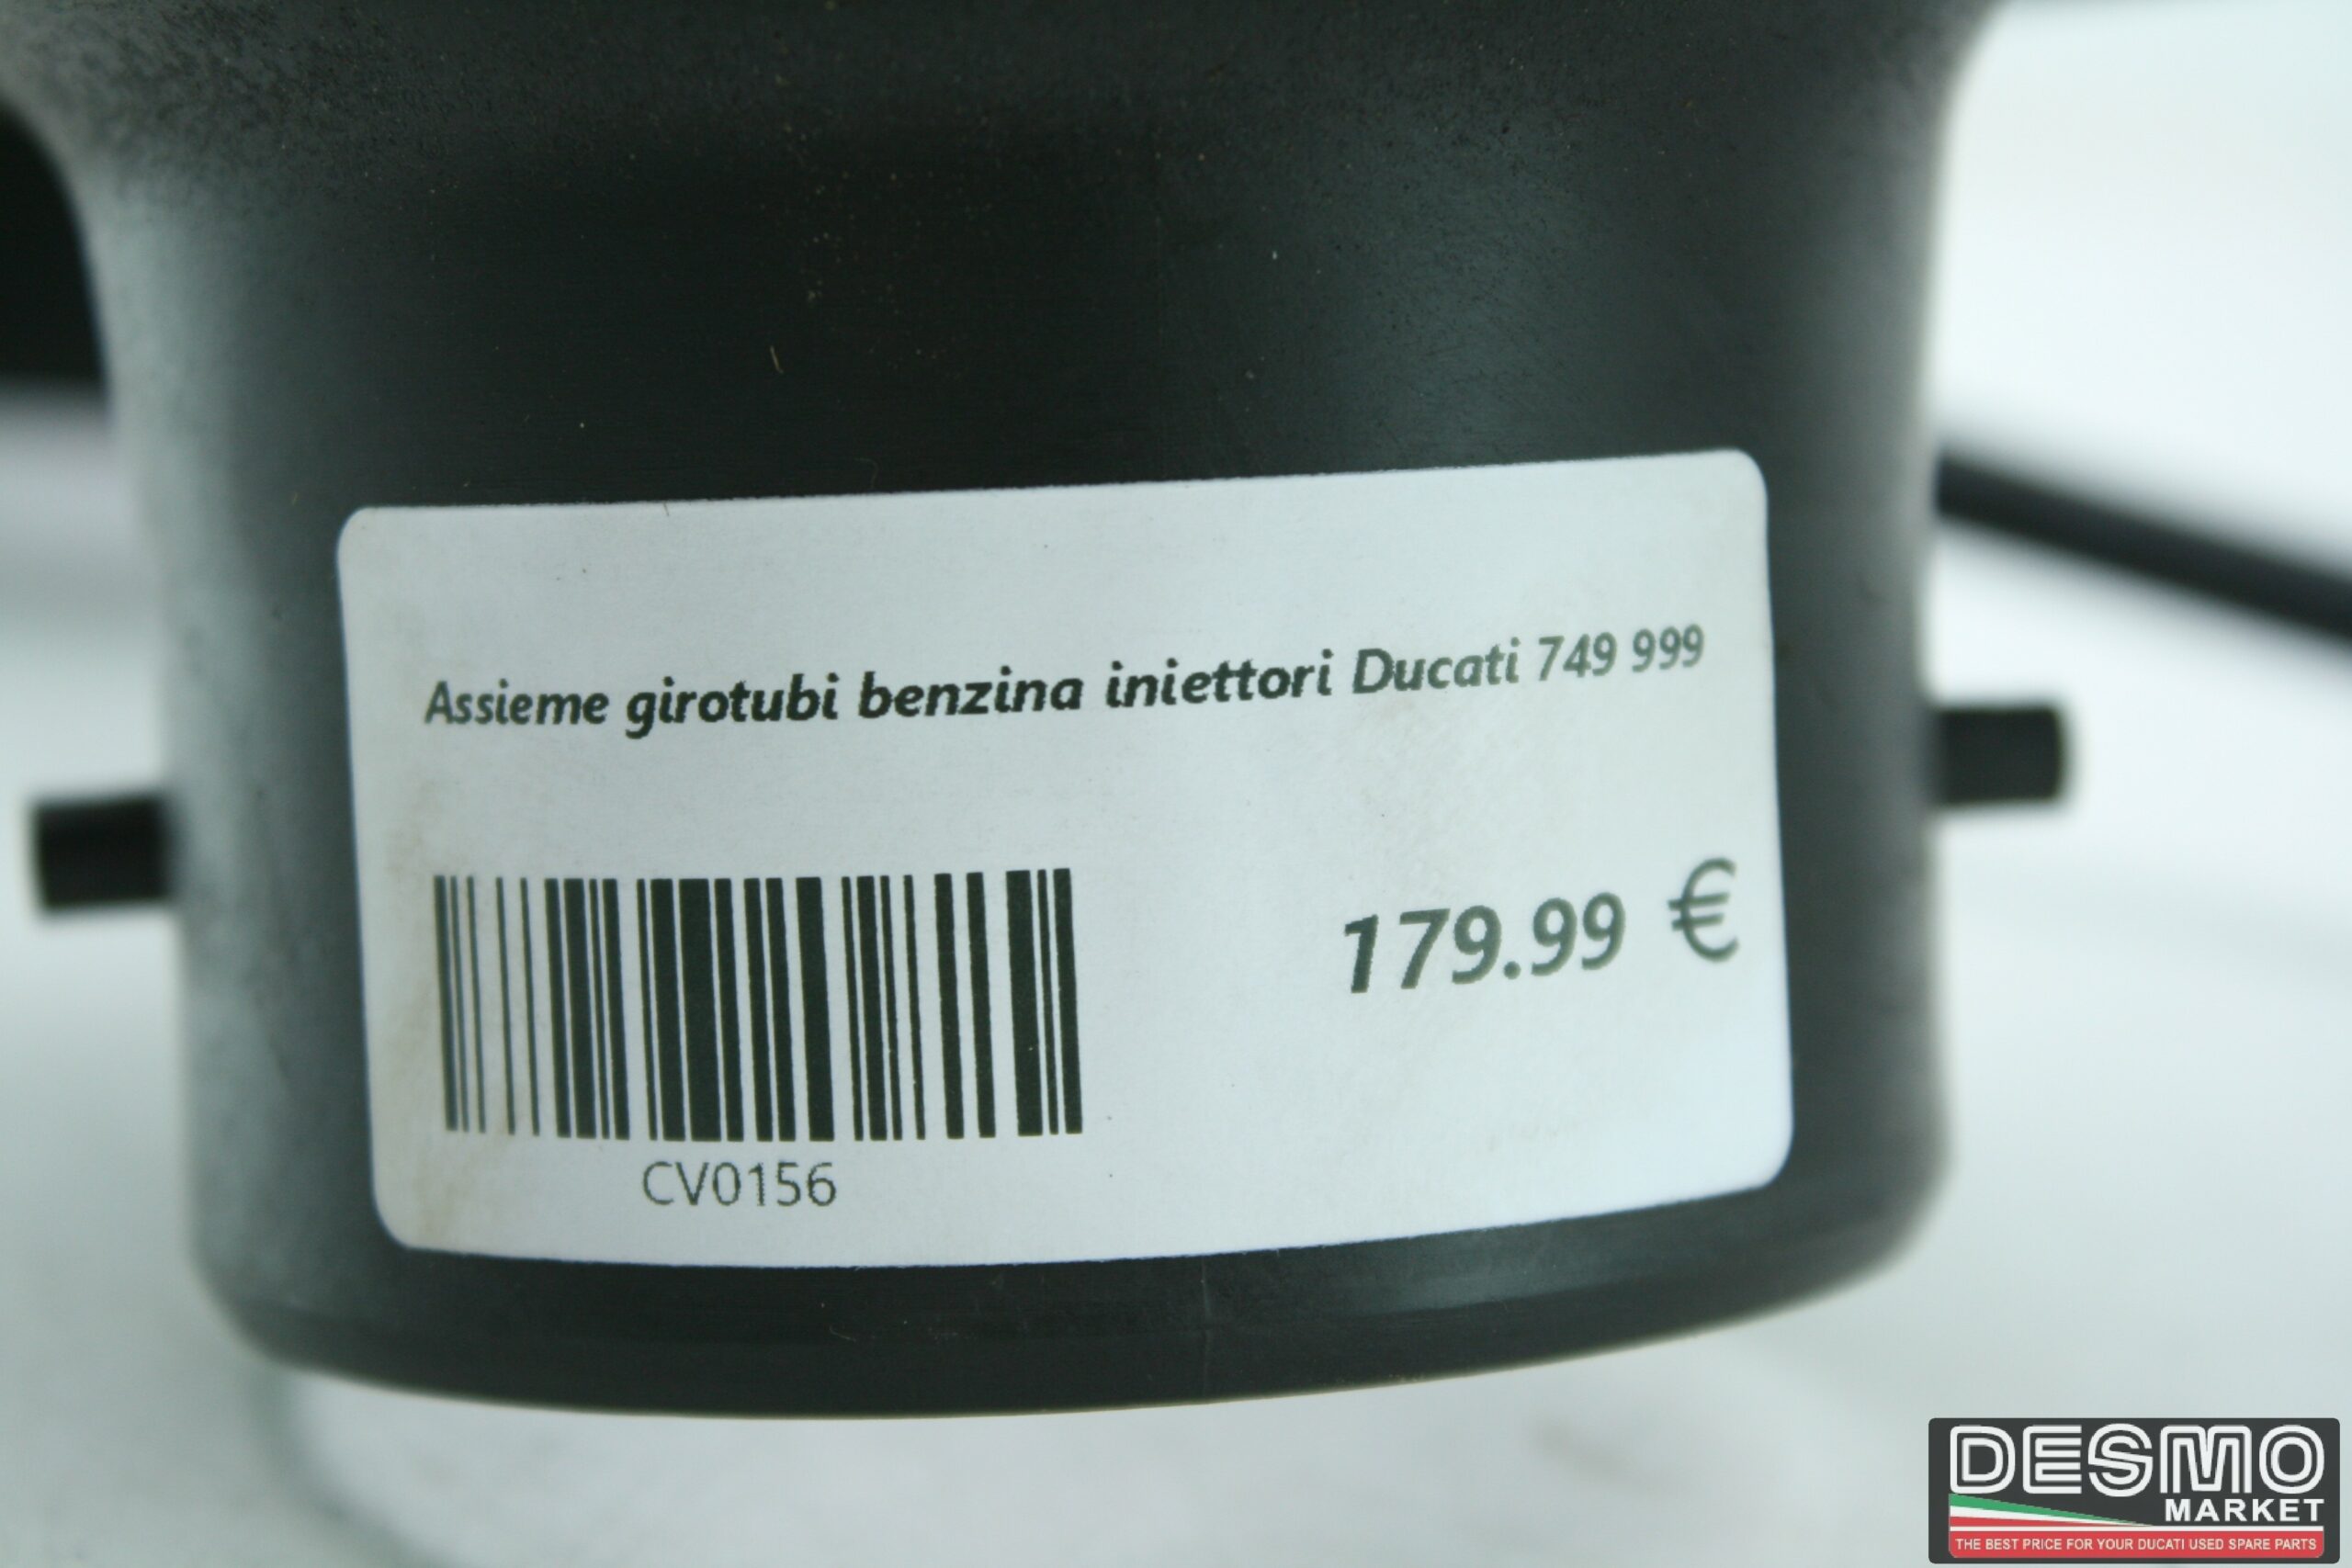 Assieme girotubi benzina iniettori Ducati 749 999
179.99 €
CV0156
DESMO
MARKET
THE BEST PRICE FOR YOUR DUCATI USED SPARE PARTS